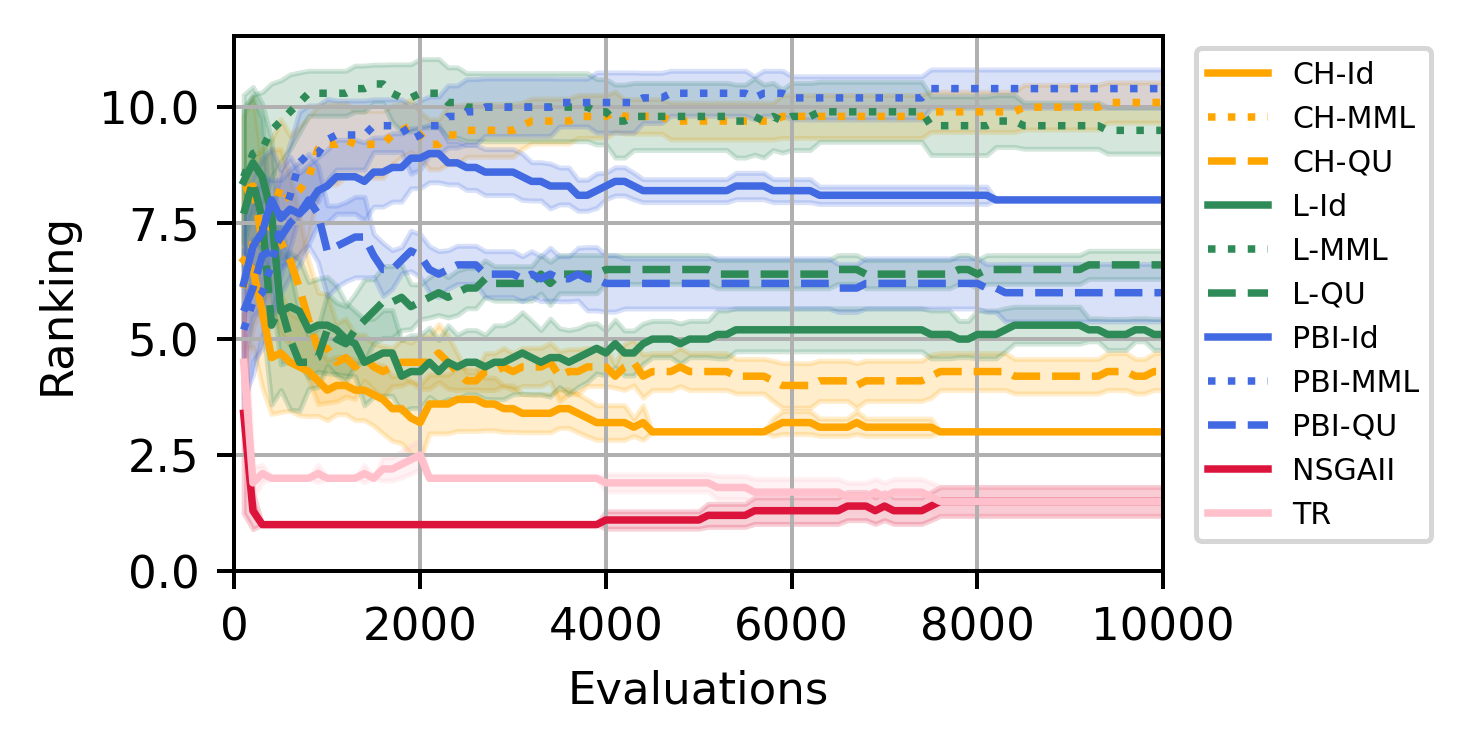 Ranking
10.0
7.5
5.0
2.5
0.0
0 2000 4000 6000 8000 10000
Evaluations
CH-Id
CH-MML
CH-QU
L-Id
L-MML
L-QU
PBI-Id
PBI-MML
PBI-QU
NSGAII
TR